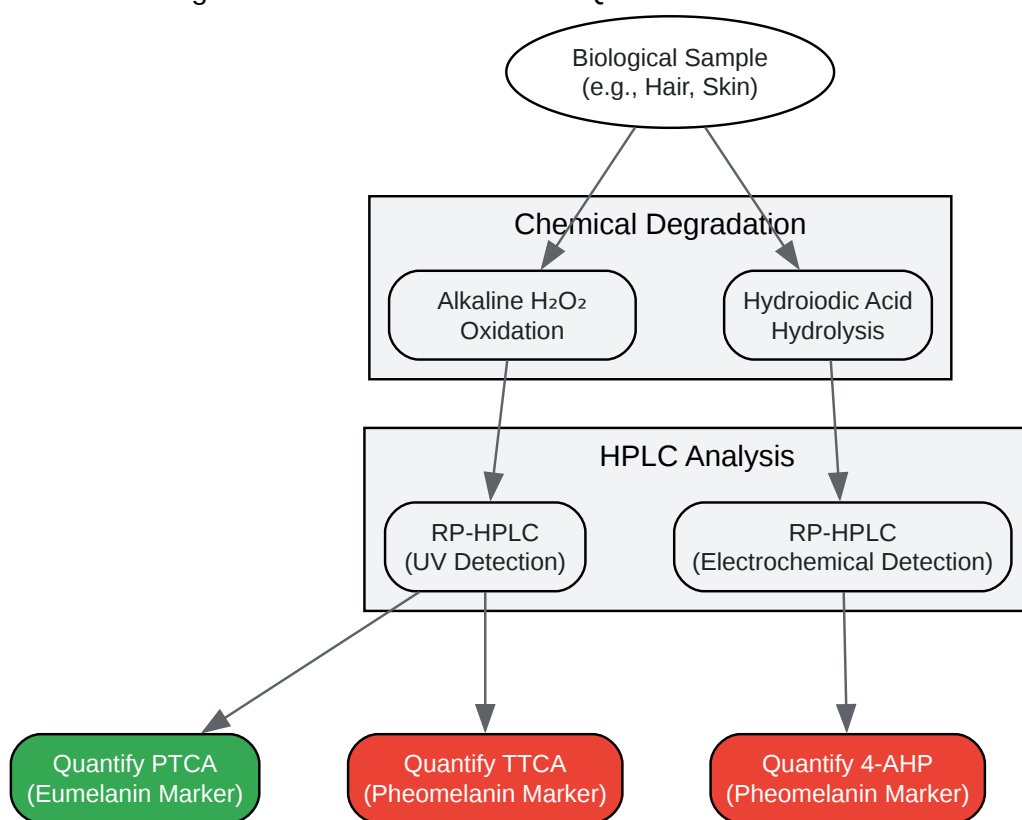 Biological Sample
(e.g., Hair, Skin)
Chemical Degradation
Alkaline H₂O₂
Oxidation
Hydroiodic Acid
Hydrolysis
HPLC Analysis
RP-HPLC
(UV Detection)
RP-HPLC
(Electrochemical Detection)
Quantify PTCA
(Eumelanin Marker)
Quantify TTCA
(Pheomelanin Marker)
Quantify 4-AHP
(Pheomelanin Marker)